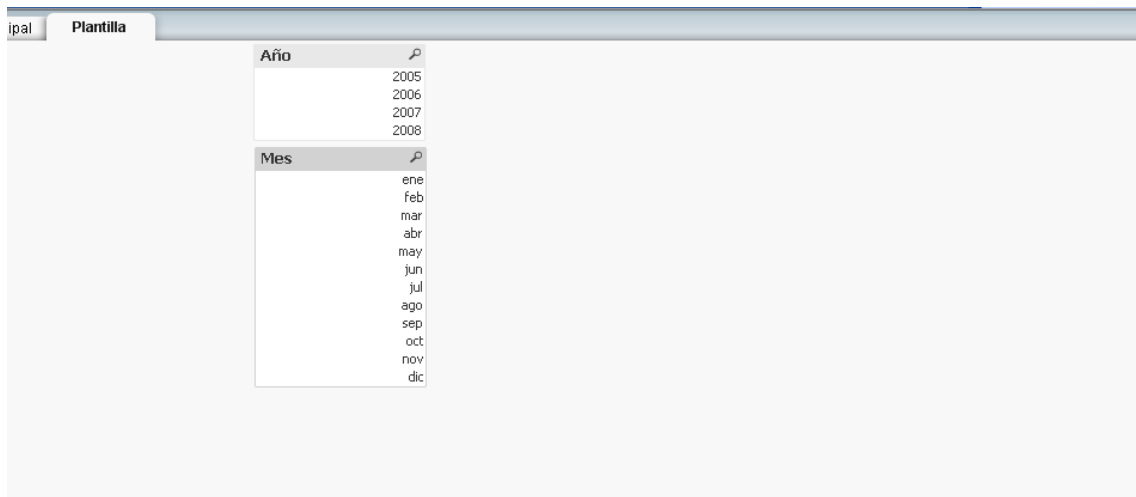 ipal
Plantilla
Año
2005
2006
2007
2008
Mes
ene
feb
mar
abr
may
jun
jul
ago
sep
oct
nov
dic